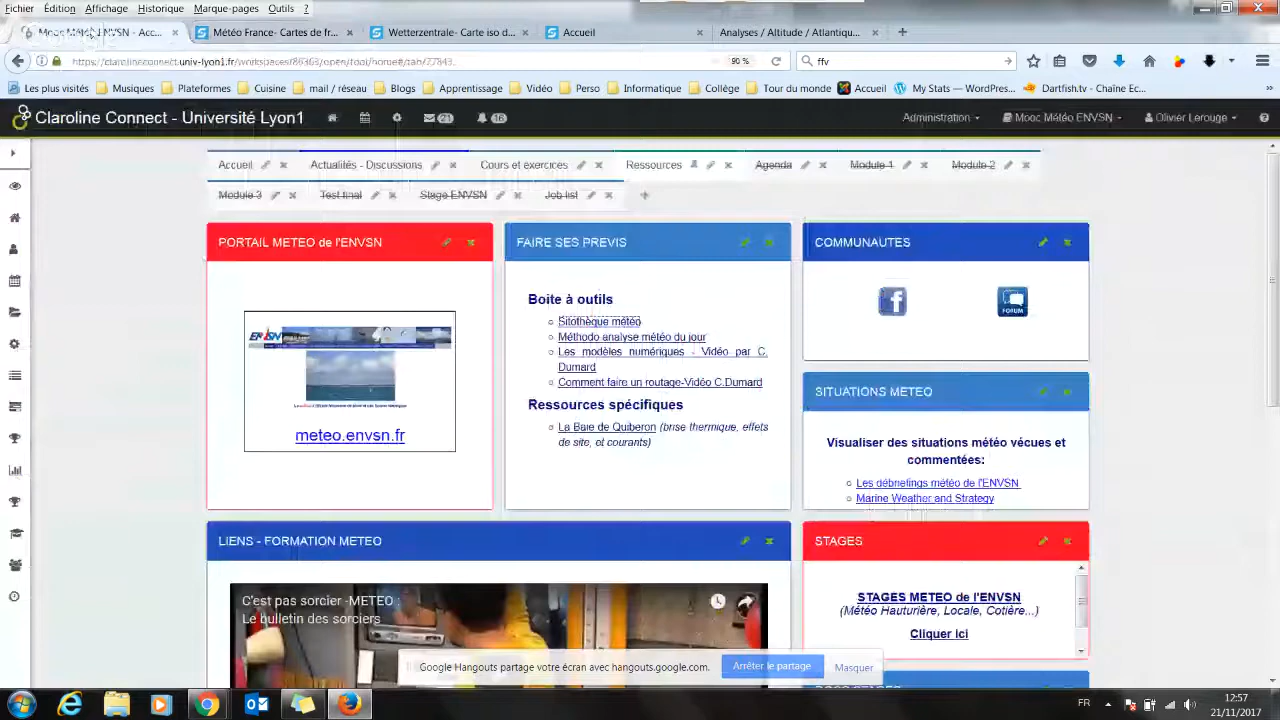 Fichier Édition Affichage Historique Marque-pages Outils ?
Météo France- Cartes de fr... Wetterzentrale- Carte iso d... Accueil Analyses / Altitude / Atlantiqu...
90 % ffv
Les plus visités Musique Plateformes Cuisine mail / réseau Blogs Apprentissage Vidéo Perso Informatique Collège Tour du monde Accueil My Stats — WordPres... Dartfish.tv : Chaîne Ec...
Claroline Connect - Université Lyon1 21 16 Administration Mooc Météo ENVSN Olivier Lerouge
Accueil Actualités - Discussions Cours et exercices Ressources Agenda Module 1 Module 2
Module 3 Test final Stage ENVSN Job list
PORTAIL METEO de l'ENVSN
meteo.envsn.fr
FAIRE SES PREVIS
Boite à outils
Sitothèque météo
Méthodo analyse météo du jour
Les modèles numériques - Vidéo par C.
Dumard
Comment faire un routage-Vidéo C.Dumard
Ressources spécifiques
La Baie de Quiberon (brise thermique, effets
de site, et courants)
COMMUNAUTES
FORUM
SITUATIONS METEO
Visualiser des situations météo vécues et
commentées:
Les débriefings météo de l'ENVSN
Marine Weather and Strategy
LIENS - FORMATION METEO
C'est pas sorcier -METEO :
Le bulletin des sorciers
STAGES
STAGES METEO de l'ENVSN
(Météo Hauturière, Locale, Cotière...)
Cliquer ici
Google Hangouts partage votre écran avec hangouts.google.com. Arrêter le partage Masquer
FR 12:57
21/11/2017